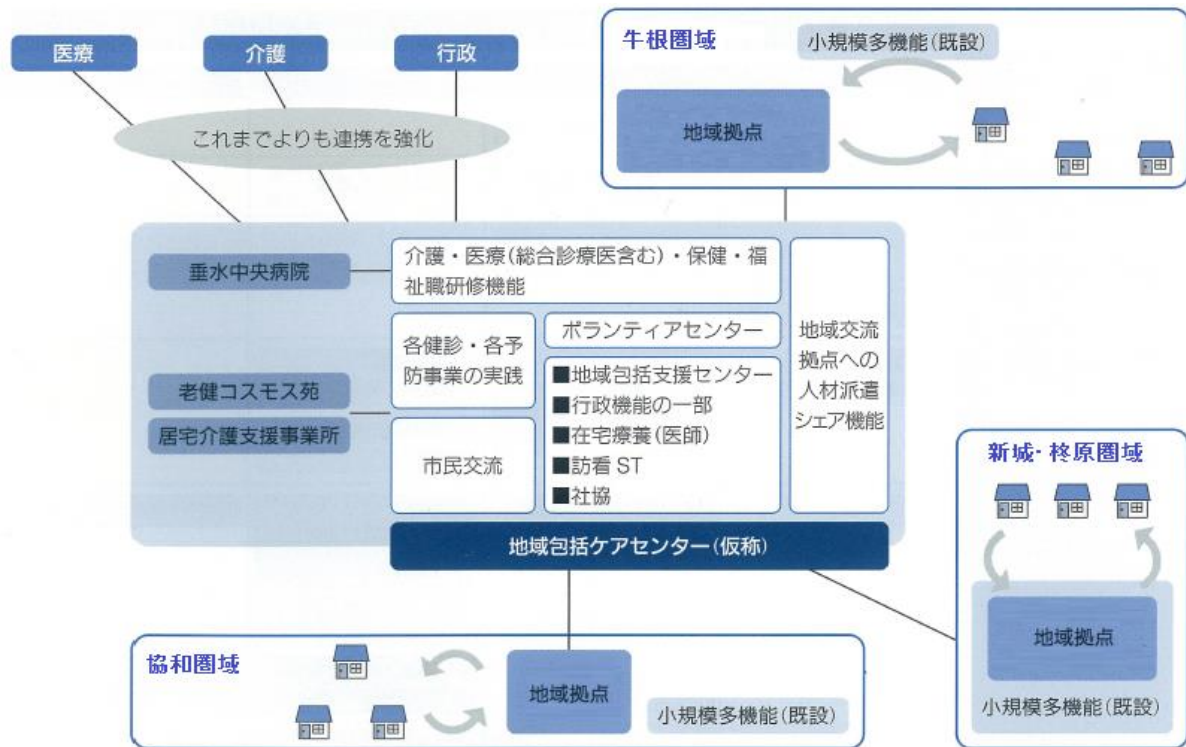 医療
介護
行政
これまでよりも連携を強化
牛根圏域
小規模多機能(既設)
地域拠点
垂水中央病院
老健コスモス苑
居宅介護支援事業所
介護・医療(総合診療医含む)・保健・福
祉職研修機能
各健診・各予
防事業の実践
市民交流
ボランティアセンター
■地域包括支援センター
■行政機能の一部
■在宅療養(医師)
■訪看 ST
■社協
地域交流
拠点への
人材派遣
シェア機能
地域包括ケアセンター(仮称)
新城・柊原圏域
地域拠点
小規模多機能(既設)
協和圏域
地域拠点
小規模多機能(既設)